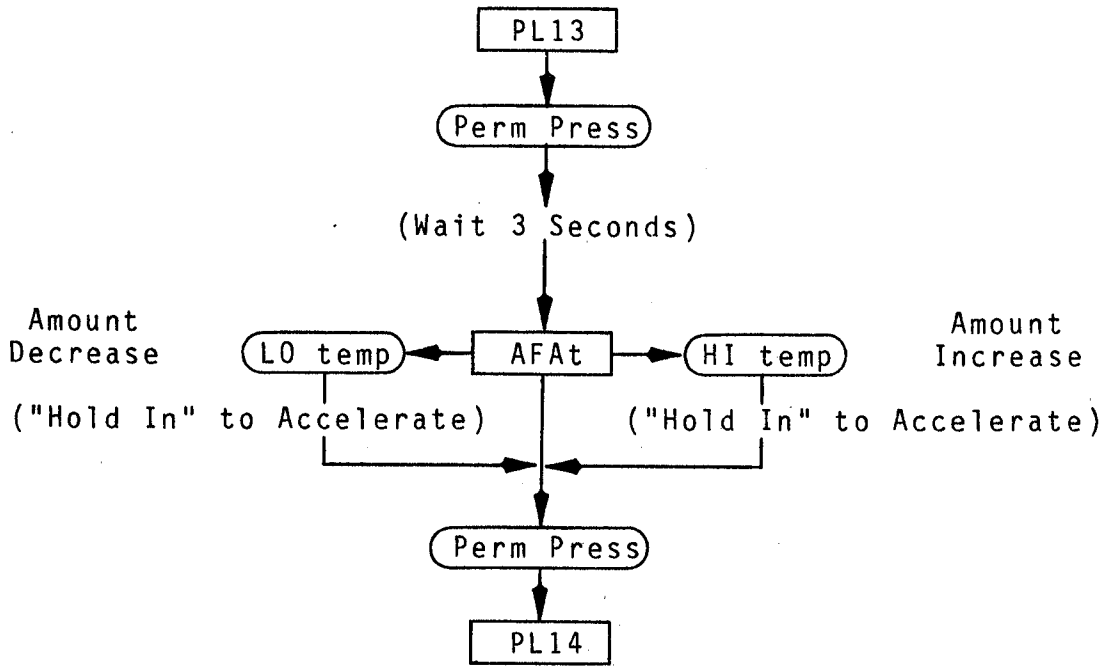 PL13
Perm Press
(Wait 3 Seconds)
Amount
Decrease
LO temp
AFAt
HI temp
Amount
Increase
("Hold In" to Accelerate)
("Hold In" to Accelerate)
Perm Press
PL14